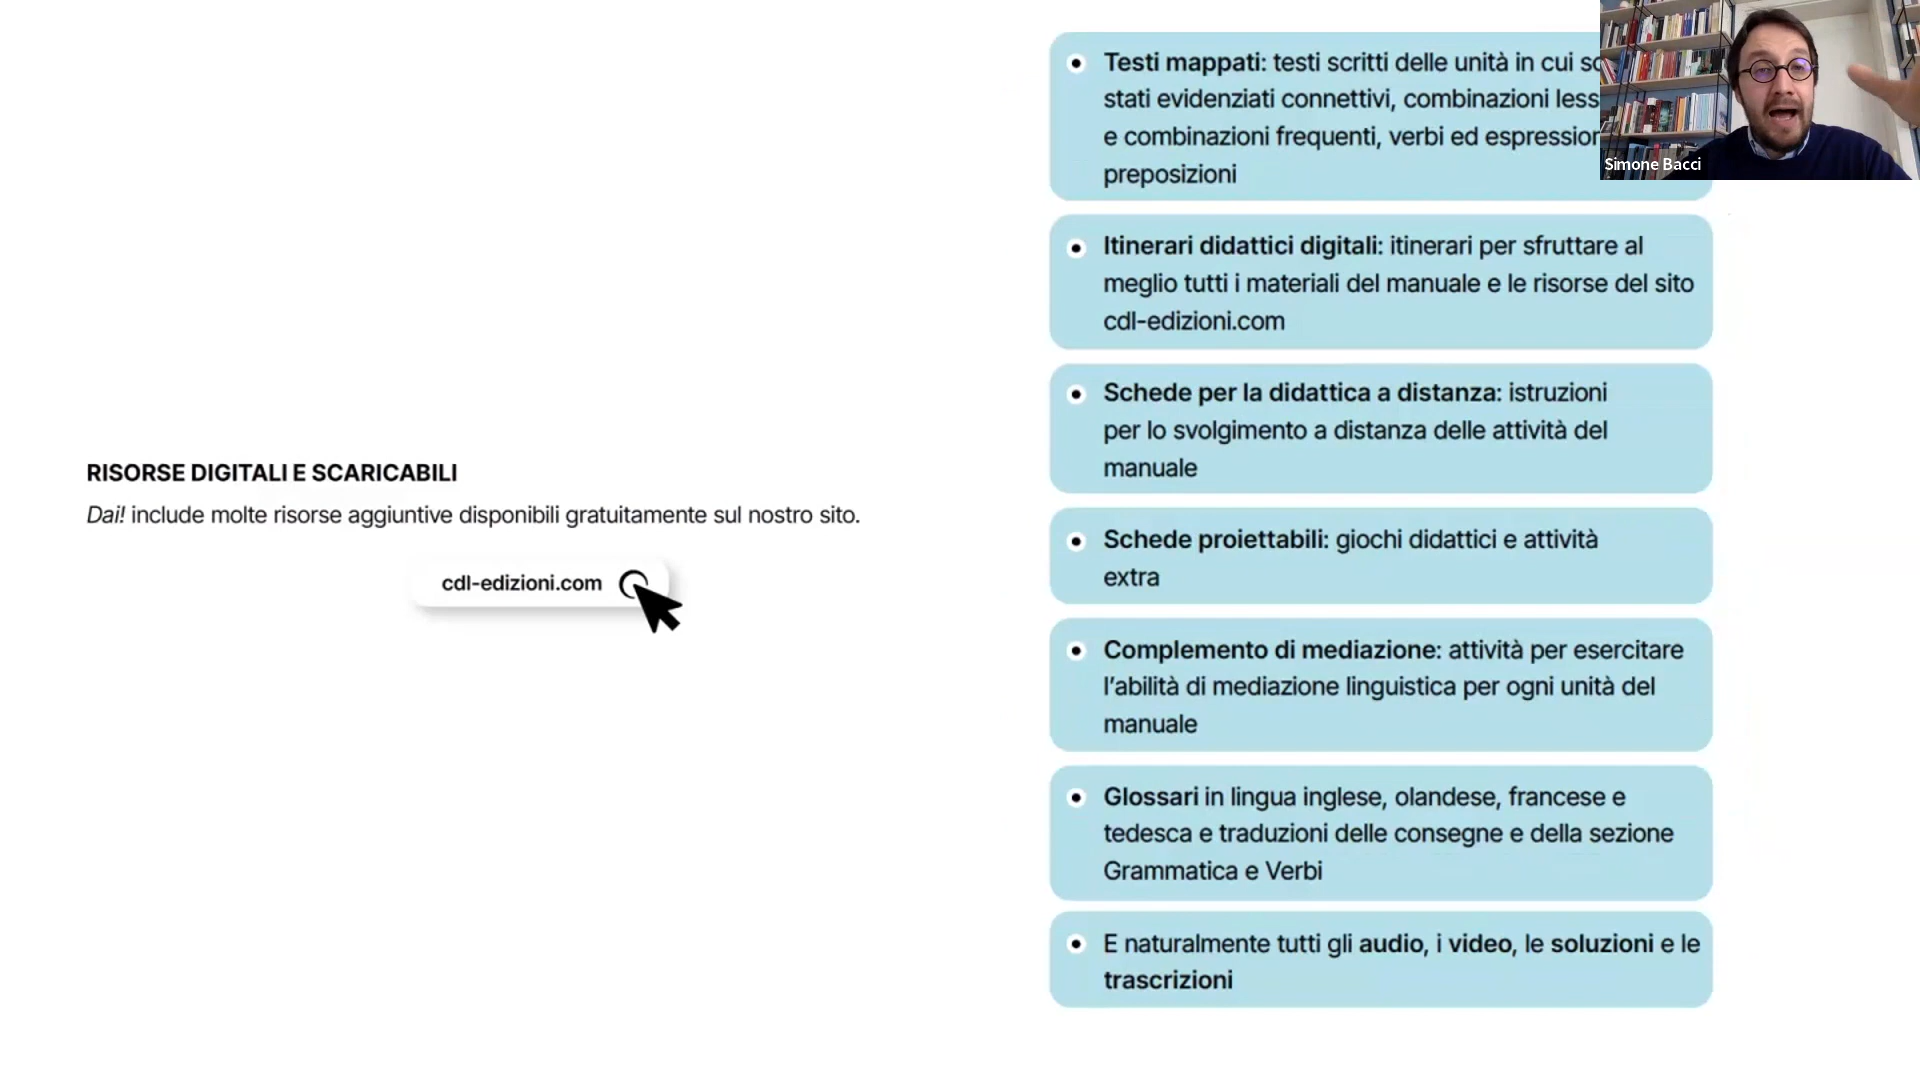 RISORSE DIGITALI E SCARICABILI
Dai! include molte risorse aggiuntive disponibili gratuitamente sul nostro sito.
cdl-edizioni.com
Testi mappati: testi scritti delle unità in cui
stati evidenziati connettivi, combinazioni
e combinazioni frequenti, verbi ed
preposizioni
Itinerari didattici digitali: itinerari per sfruttare al
meglio tutti i materiali del manuale e le risorse del sito
cdl-edizioni.com
Schede per la didattica a distanza: istruzioni
per lo svolgimento a distanza delle attività del
manuale
Schede proiettabili: giochi didattici e attività
extra
Complemento di mediazione: attività per esercitare
l'abilità di mediazione linguistica per ogni unità del
manuale
Glossari in lingua inglese, olandese, francese e
tedesca e traduzioni delle consegne e della sezione
Grammatica e Verbi
E naturalmente tutti gli audio, i video, le soluzioni e le
trascrizioni
Simone Bacci